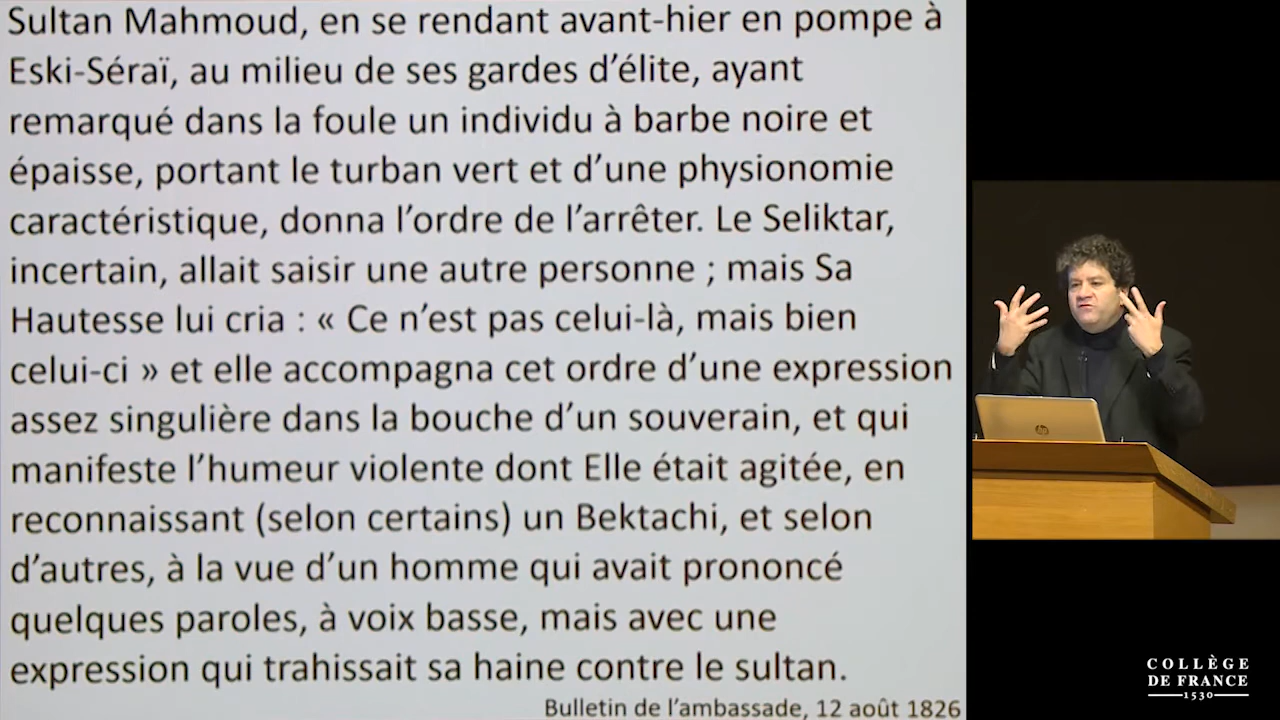 Sultan Mahmoud, en se rendant avant-hier en pompe à
Eski-Séraï, au milieu de ses gardes d’élite, ayant
remarqué dans la foule un individu à barbe noire et
épaisse, portant le turban vert et d’une physionomie
caractéristique, donna l’ordre de l’arrêter. Le Seliktar,
incertain, allait saisir une autre personne ; mais Sa
Hautesse lui cria : « Ce n’est pas celui-là, mais bien
celui-ci » et elle accompagna cet ordre d’une expression
assez singulière dans la bouche d’un souverain, et qui
manifeste l’humeur violente dont Elle était agitée, en
reconnaissant (selon certains) un Bektachi, et selon
d’autres, à la vue d’un homme qui avait prononcé
quelques paroles, à voix basse, mais avec une
expression qui trahissait sa haine contre le sultan.
Bulletin de l’ambassade, 12 août 1826
hp
COLLÈGE
DE FRANCE
1530